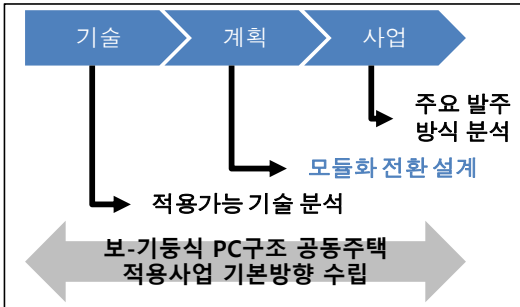 기술
계획
사업
주요 발주
방식 분석
모듈화 전환 설계
적용가능 기술 분석
보-기둥식 PC구조 공동주택
적용사업 기본방향 수립